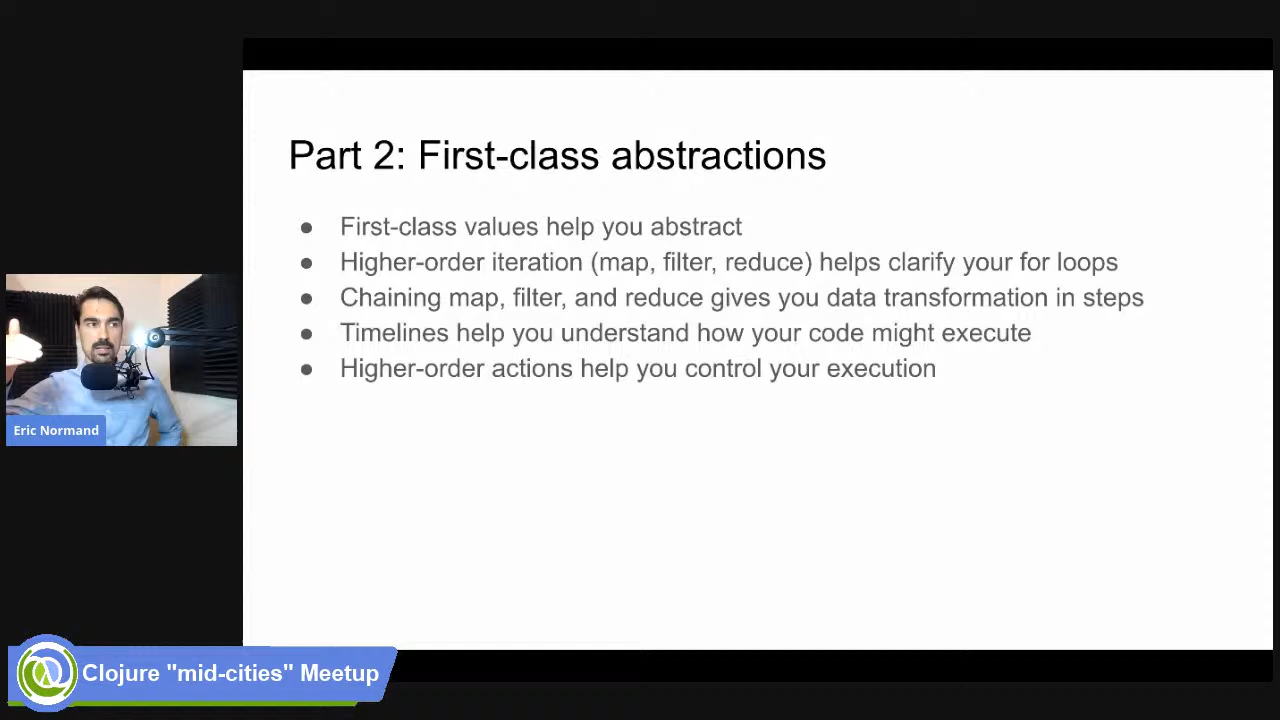 Part 2: First-class abstractions
● First-class values help you abstract
● Higher-order iteration (map, filter, reduce) helps clarify your for loops
● Chaining map, filter, and reduce gives you data transformation in steps
● Timelines help you understand how your code might execute
● Higher-order actions help you control your execution
Eric Normand
Clojure "mid-cities" Meetup